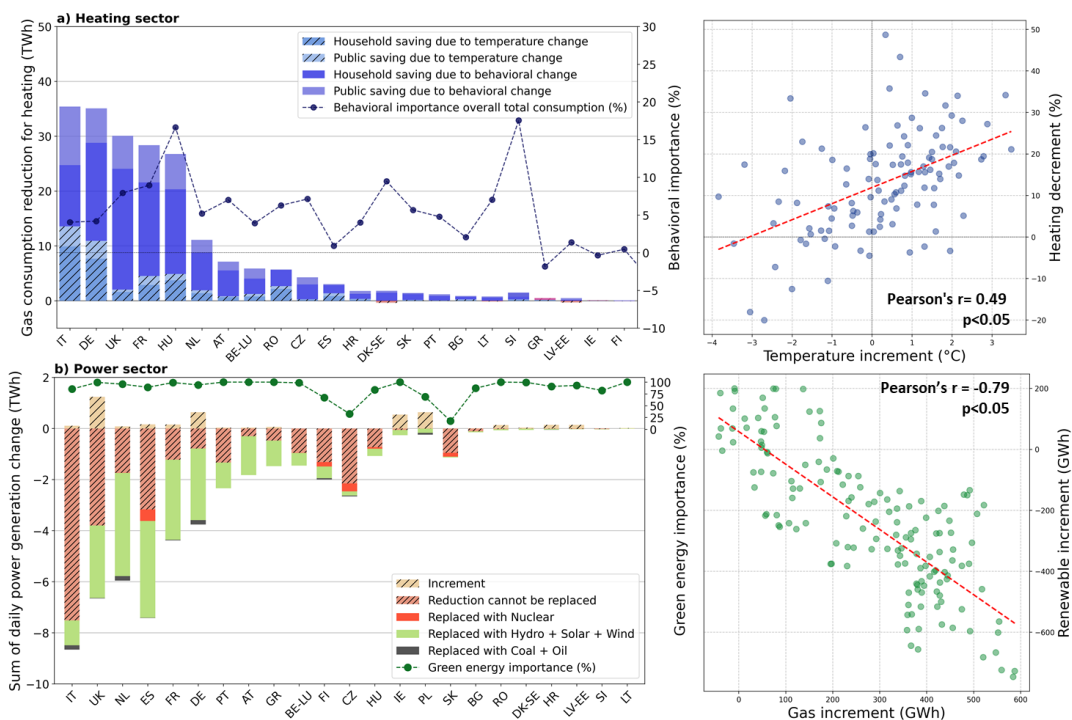 a) Heating sector
Gas consumption reduction for heating (TWh)
50
40
30
20
10
0
Household saving due to temperature change
Public saving due to temperature change
Household saving due to behavioral change
Public saving due to behavioral change
Behavioral importance overall total consumption (%)
30
25
20
15
10
5
0
−5
−10
Behavioral importance (%)
IT DE UK FR HU NL AT BE-LU RO CZ ES HR DK-SE SK PT BG LT SI GR LV-EE IE FI
50
40
30
20
10
0
−10
−20
Heating decrement (%)
Pearson's r= 0.49
p<0.05
−4 −3 −2 −1 0 1 2 3
Temperature increment (°C)
b) Power sector
Sum of daily power generation change (TWh)
2
0
−2
−4
−6
−8
−10
100
75
50
25
0
Green energy importance (%)
Increment
Reduction cannot be replaced
Replaced with Nuclear
Replaced with Hydro + Solar + Wind
Replaced with Coal + Oil
Green energy importance (%)
IT UK NL ES FR DE PT AT GR BE-LU FI CZ HU IE PL SK BG RO DK-SE HR LV-EE SI LT
Pearson’s r = -0.79
p<0.05
200
0
−200
−400
−600
Renewable increment (GWh)
0 100 200 300 400 500 600
Gas increment (GWh)